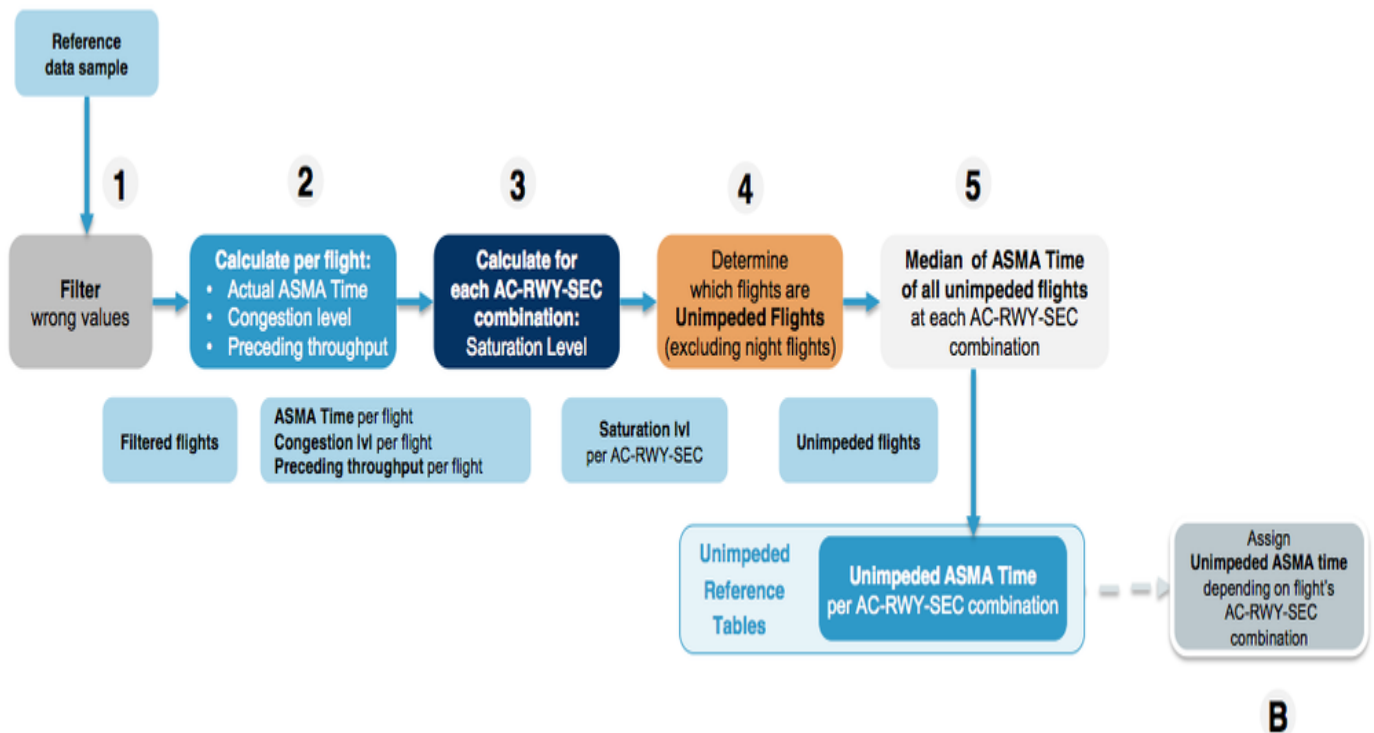 Reference
data sample
1
2
3
4
5
Filter
wrong values
Calculate per flight:
• Actual ASMA Time
• Congestion level
• Preceding throughput
Calculate for
each AC-RWY-SEC
combination:
Saturation Level
Determine
which flights are
Unimpeded Flights
(excluding night flights)
Median of ASMA Time
of all unimpeded flights
at each AC-RWY-SEC
combination
Filtered flights
ASMA Time per flight
Congestion lvl per flight
Preceding throughput per flight
Saturation lvl
per AC-RWY-SEC
Unimpeded flights
Unimpeded
Reference
Tables
Unimpeded ASMA Time
per AC-RWY-SEC combination
Assign
Unimpeded ASMA time
depending on flight's
AC-RWY-SEC
combination
B